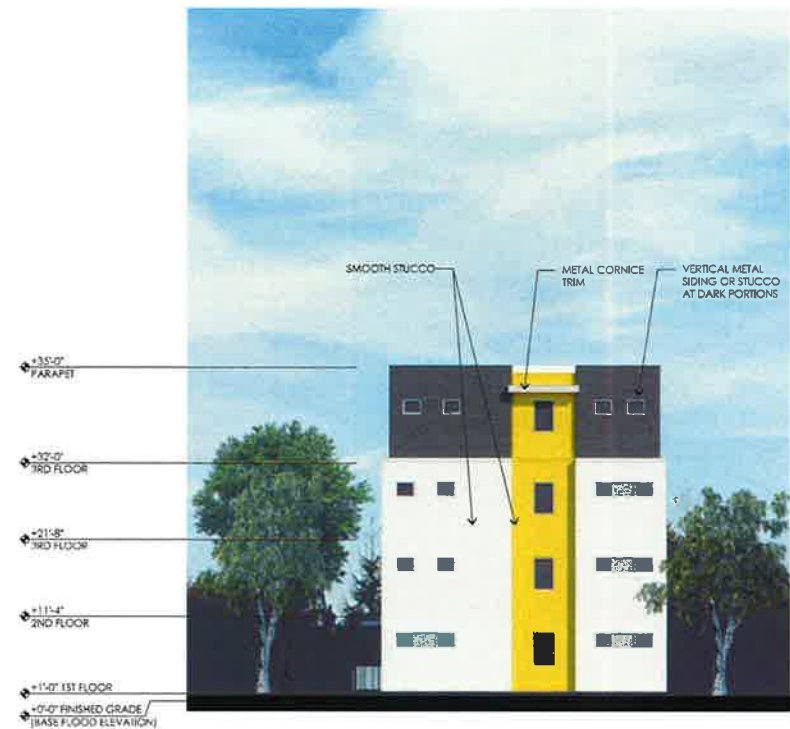 SMOOTH STUCCO
METAL CORNICE
TRIM
VERTICAL METAL
SIDING OR STUCCO
AT DARK PORTIONS
+35'-0"
PARAPET
+32'-0"
3RD FLOOR
+21'-8"
3RD FLOOR
+11'-4"
2ND FLOOR
+1'-0" 1ST FLOOR
+0'-0" FINISHED GRADE
(BASE FLOOD ELEVATION)